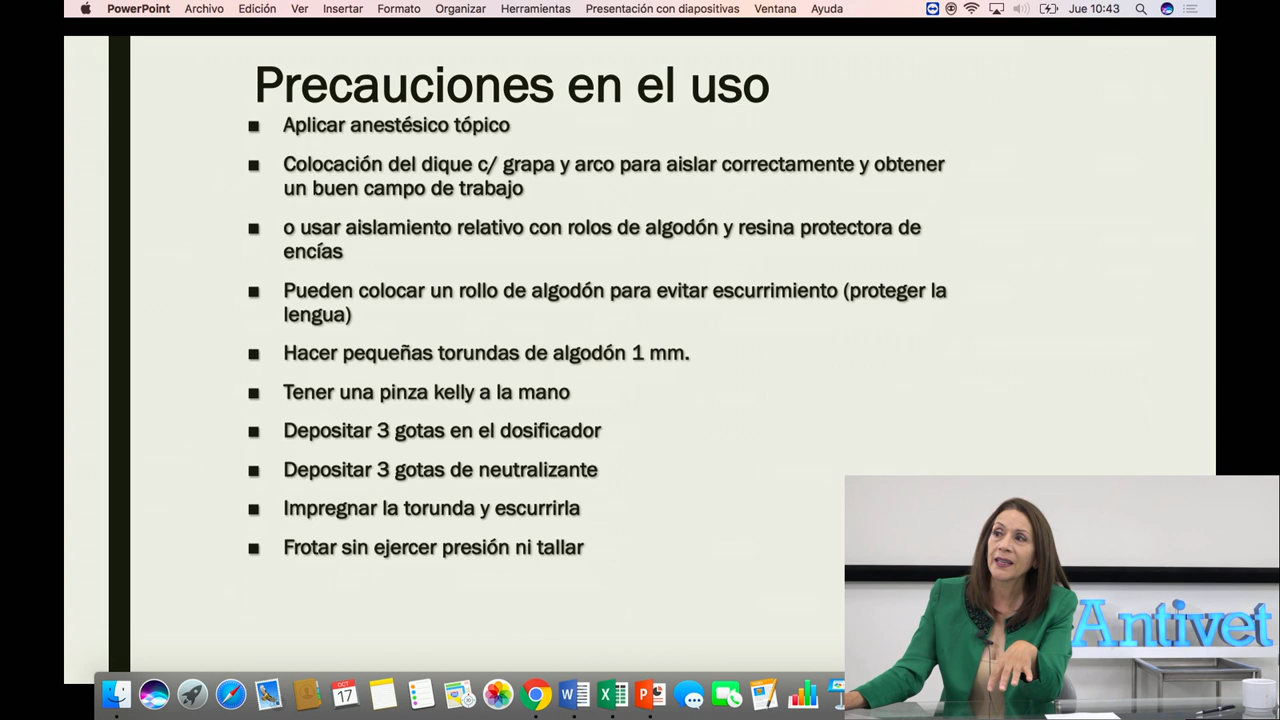 PowerPoint Archivo Edición Ver Insertar Formato Organizar Herramientas Presentación con diapositivas Ventana Ayuda Jue 10:43
Precauciones en el uso
Aplicar anestésico tópico
Colocación del dique c/ grapa y arco para aislar correctamente y obtener
un buen campo de trabajo
o usar aislamiento relativo con rolos de algodón y resina protectora de
encías
Pueden colocar un rollo de algodón para evitar escurrimiento (proteger la
lengua)
Hacer pequeñas torundas de algodón 1 mm.
Tener una pinza kelly a la mano
Depositar 3 gotas en el dosificador
Depositar 3 gotas de neutralizante
Impregnar la torunda y escurrirla
Frotar sin ejercer presión ni tallar
Antivet
OCT
17